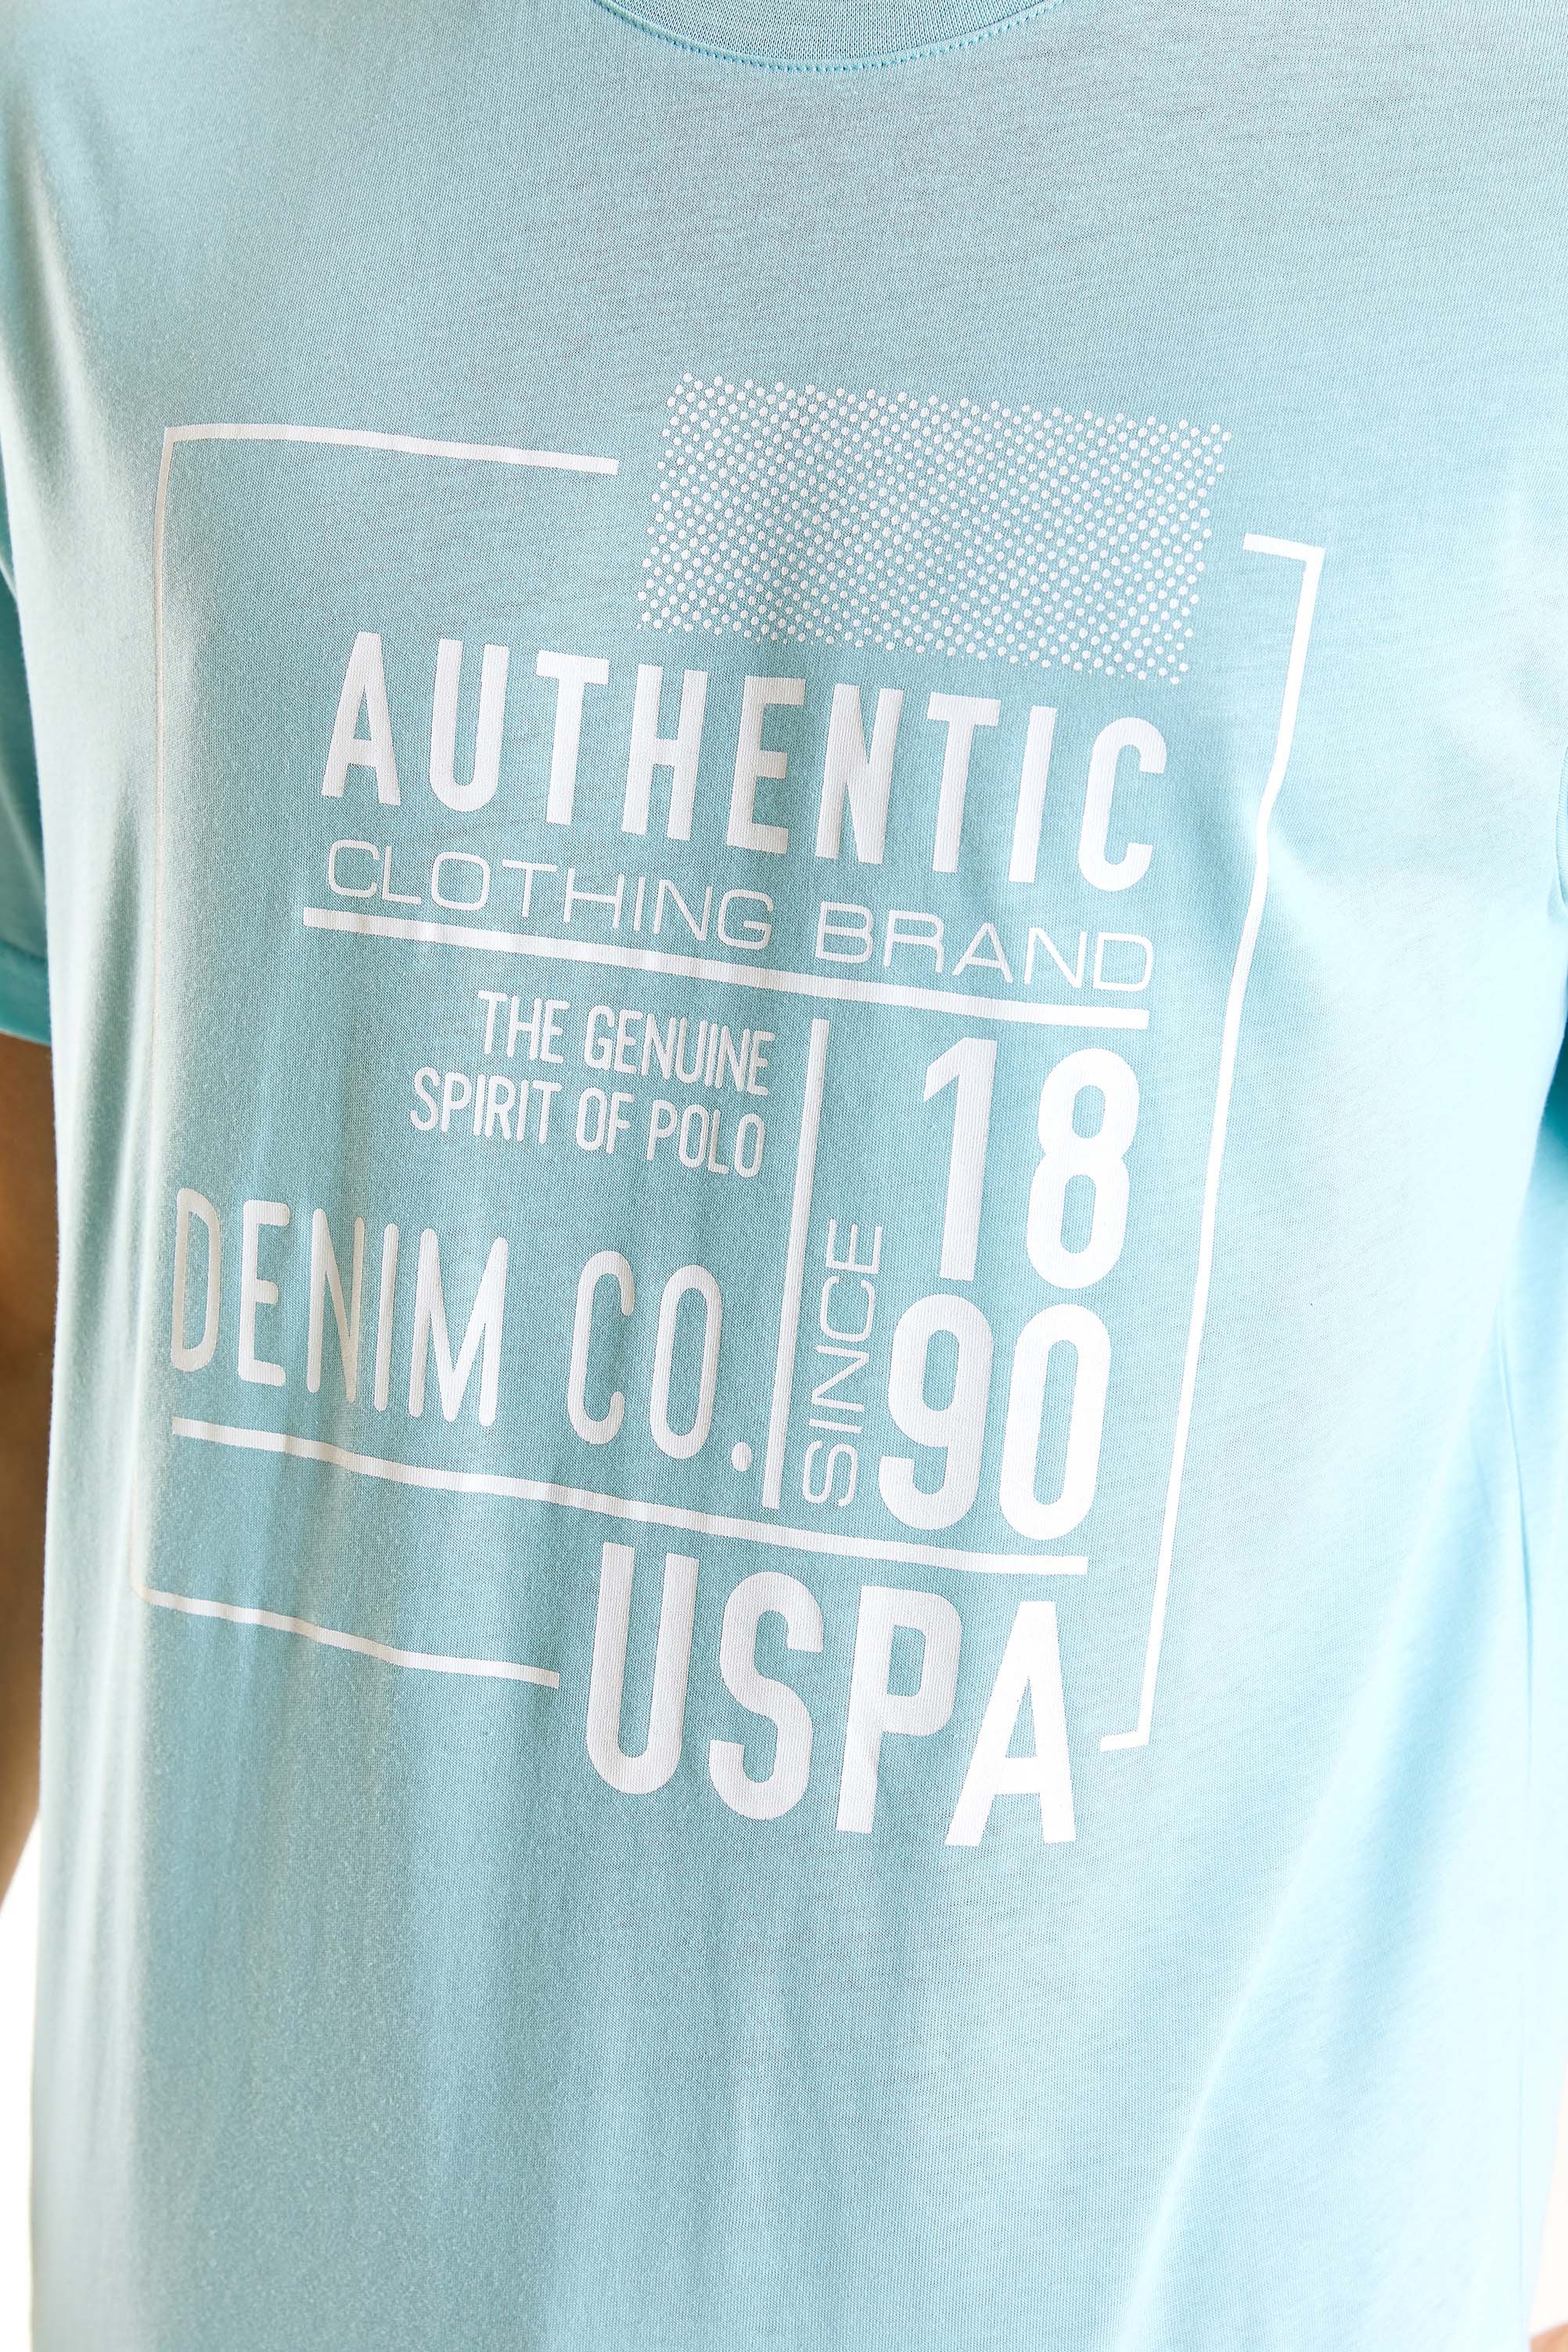 AUTHENTIC
CLOTHING BRAND
THE GENUINE
SPIRIT OF POLO
DENIM CO.
SINCE
18
90
USPA